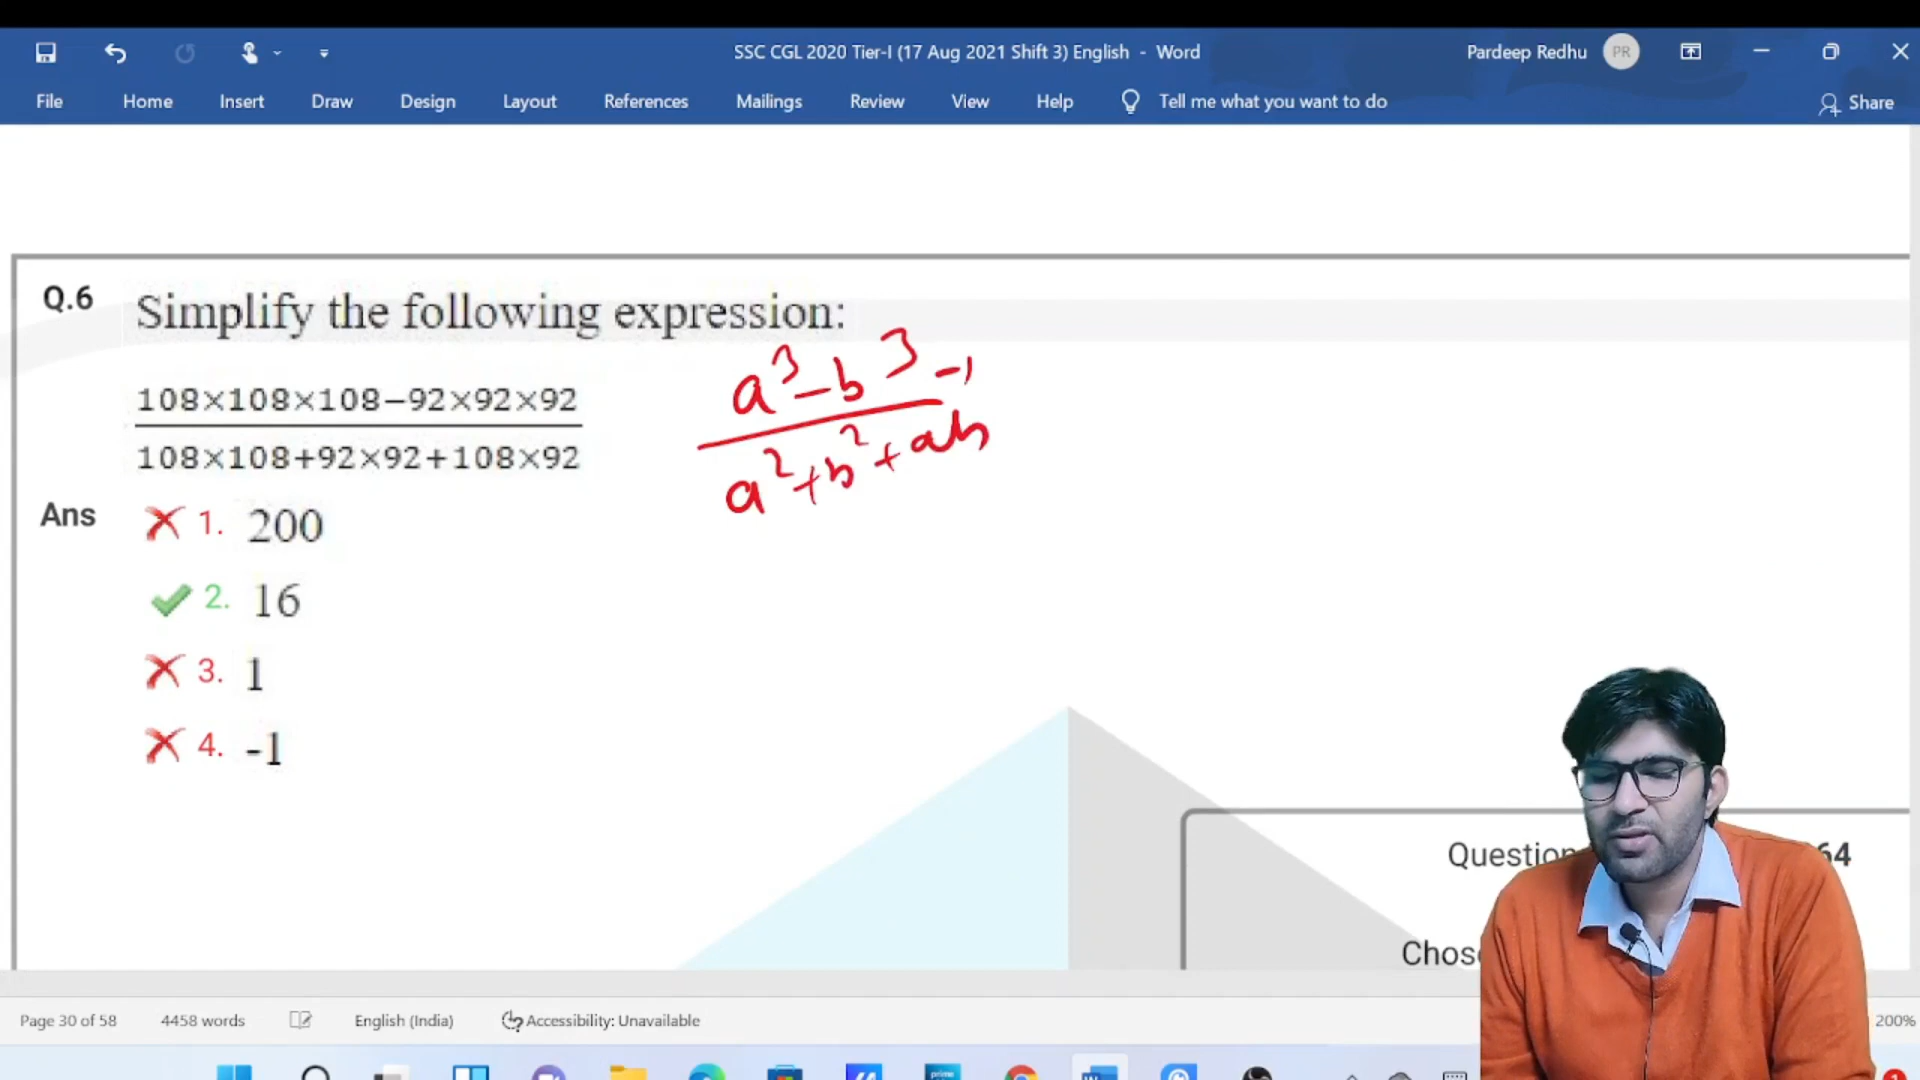 SSC CGL 2020 Tier-I (17 Aug 2021 Shift 3) English - Word
Pardeep Redhu PR
File Home Insert Draw Design Layout References Mailings Review View Help Tell me what you want to do Share
Q.6 Simplify the following expression:
108×108×108−92×92×92
108×108+92×92+108×92
a³-b³-1
a²+b²+ab
Ans 1. 200
2. 16
3. 1
4. -1
Question 64
Page 30 of 58 4458 words English (India) Accessibility: Unavailable 200%
prime